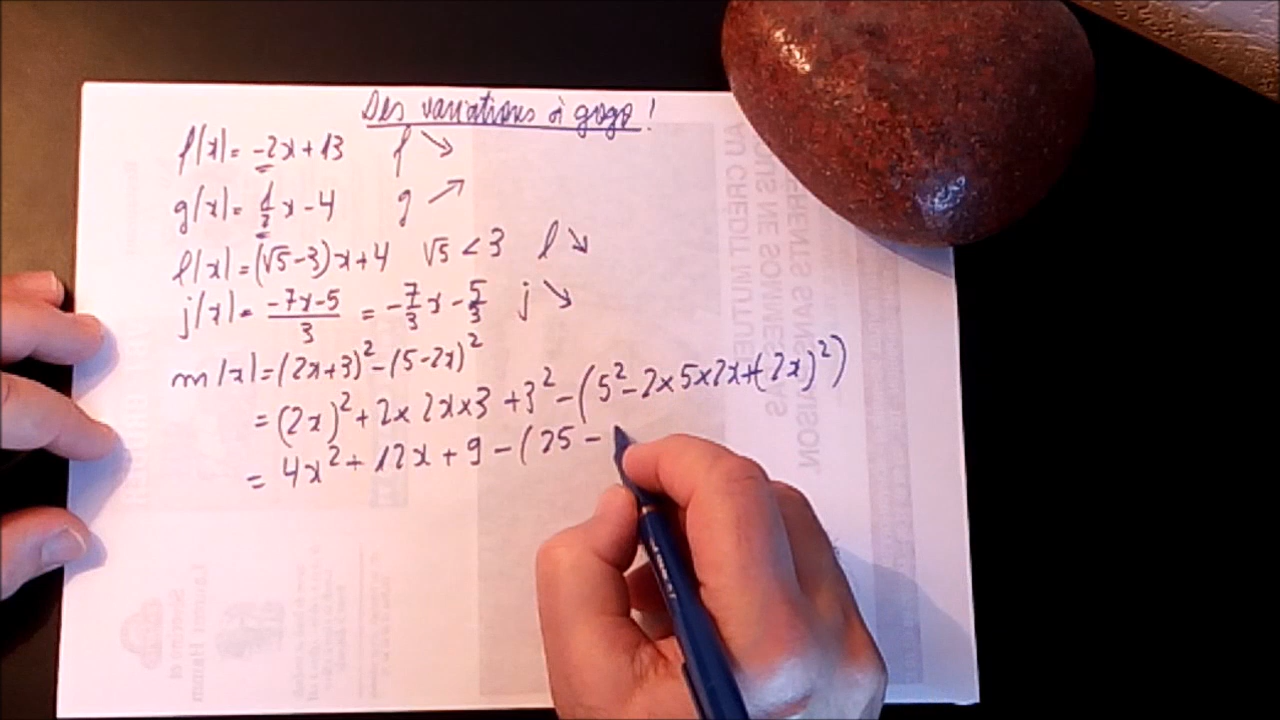 Des variations à gogo !
f(x) = -2x + 13 f ↘
g(x) = 1/2 x - 4 g ↗
l(x) = (√5 - 3)x + 4 √5 < 3 l ↘
j(x) = (-7x - 5)/3 = -7/3 x - 5/3 j ↘
m(x) = (2x + 3)² - (5 - 2x)²
= (2x)² + 2 × 2x × 3 + 3² - (5² - 2 × 5 × 2x + (2x)²)
= 4x² + 12x + 9 - (25 -